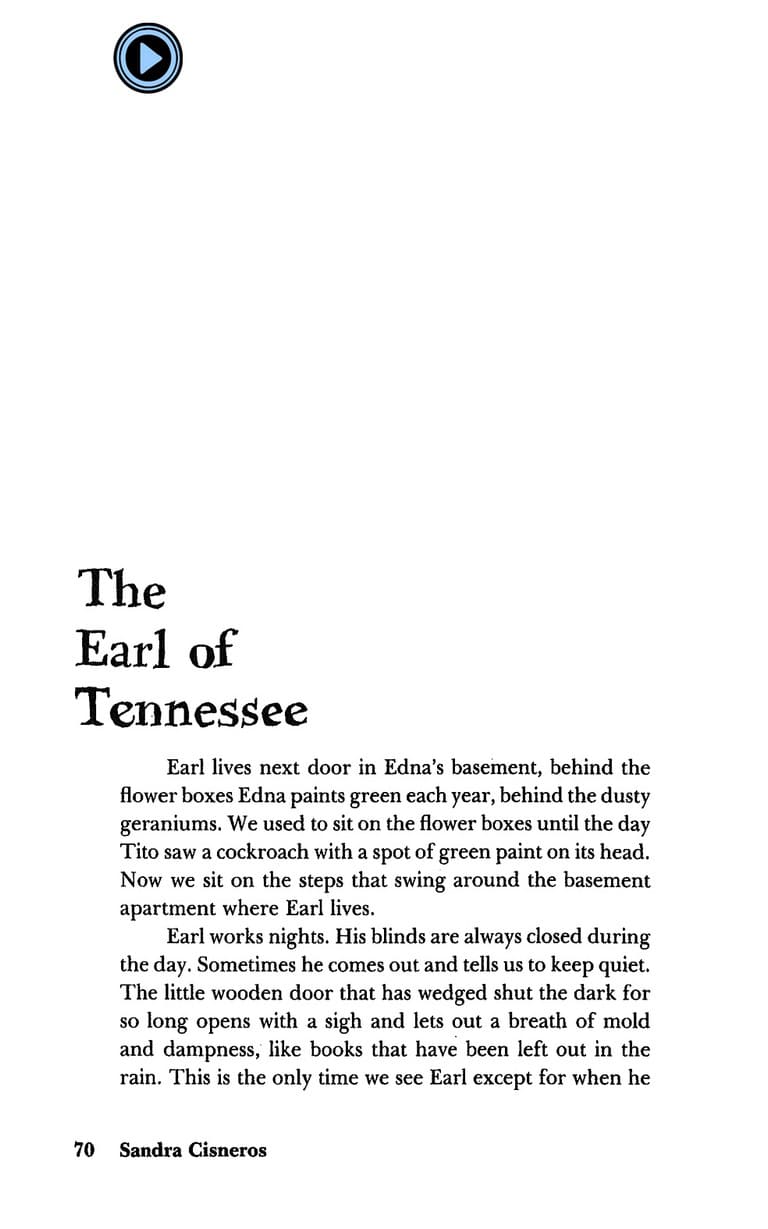 The
Earl of
Tennessee
Earl lives next door in Edna's basement, behind the
flower boxes Edna paints green each year, behind the dusty
geraniums. We used to sit on the flower boxes until the day
Tito saw a cockroach with a spot of green paint on its head.
Now we sit on the steps that swing around the basement
apartment where Earl lives.
Earl works nights. His blinds are always closed during
the day. Sometimes he comes out and tells us to keep quiet.
The little wooden door that has wedged shut the dark for
so long opens with a sigh and lets out a breath of mold
and dampness, like books that have been left out in the
rain. This is the only time we see Earl except for when he
70 Sandra Cisneros